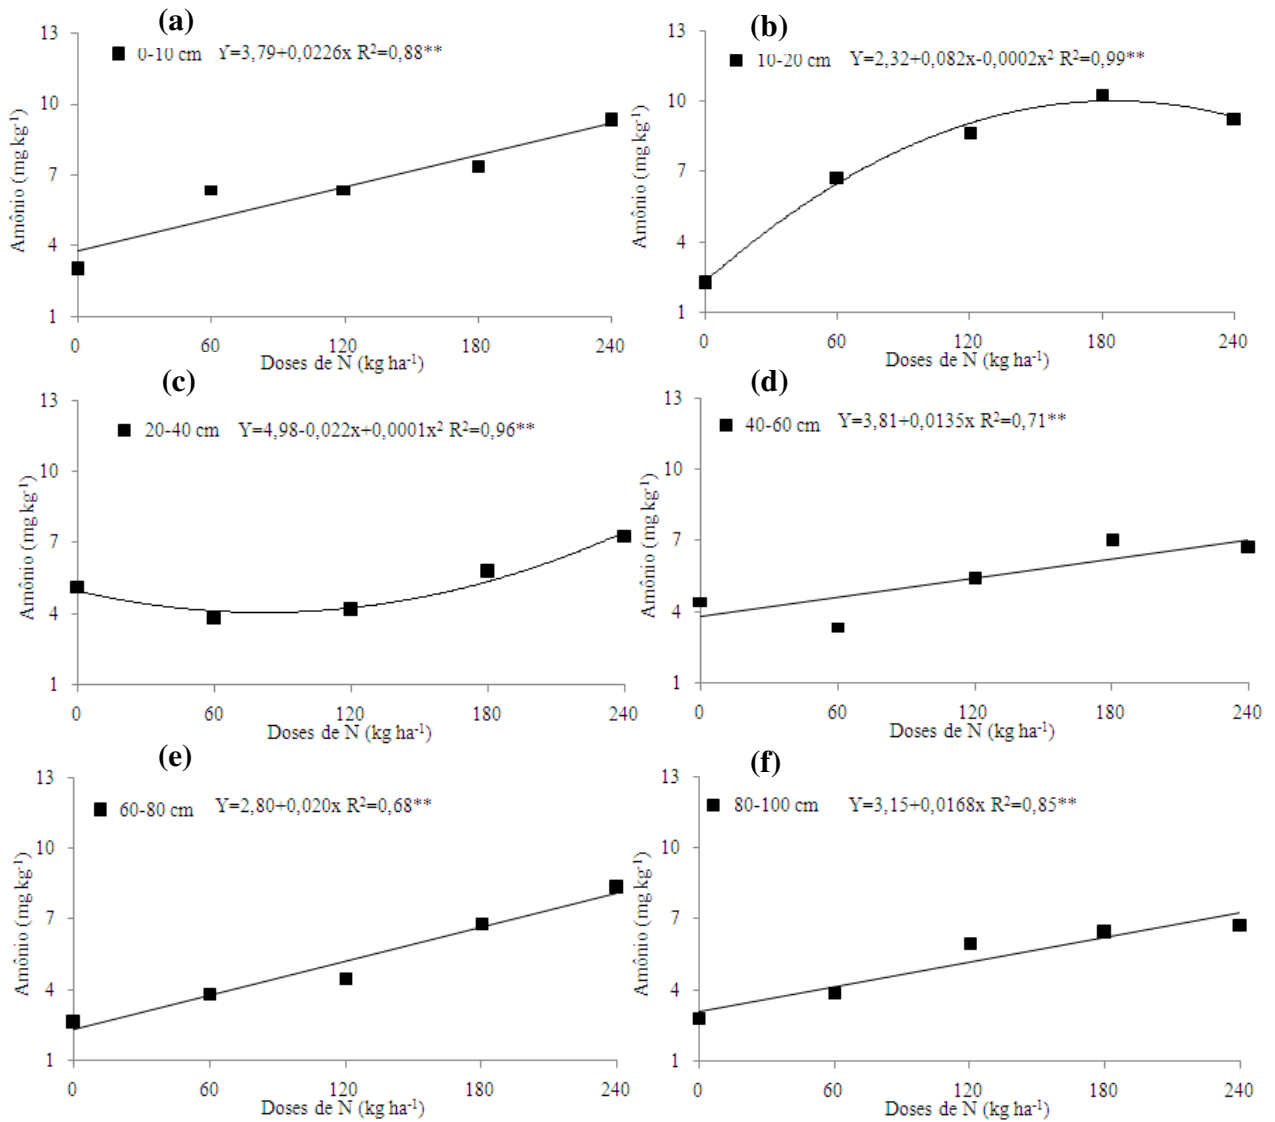 (a)
■ 0-10 cm Y=3,79+0,0226x R²=0,88**
13
10
7
4
1
Amônio (mg kg⁻¹)
0 60 120 180 240
Doses de N (kg ha⁻¹)
(b)
■ 10-20 cm Y=2,32+0,082x-0,0002x² R²=0,99**
13
10
7
4
1
Amônio (mg kg⁻¹)
0 60 120 180 240
Doses de N (kg ha⁻¹)
(c)
■ 20-40 cm Y=4,98-0,022x+0,0001x² R²=0,96**
13
10
7
4
1
Amônio (mg kg⁻¹)
0 60 120 180 240
Doses de N (kg ha⁻¹)
(d)
■ 40-60 cm Y=3,81+0,0135x R²=0,71**
13
10
7
4
1
Amônio (mg kg⁻¹)
0 60 120 180 240
Doses de N (kg ha⁻¹)
(e)
■ 60-80 cm Y=2,80+0,020x R²=0,68**
13
10
7
4
1
Amônio (mg kg⁻¹)
0 60 120 180 240
Doses de N (kg ha⁻¹)
(f)
■ 80-100 cm Y=3,15+0,0168x R²=0,85**
13
10
7
4
1
Amônio (mg kg⁻¹)
0 60 120 180 240
Doses de N (kg ha⁻¹)